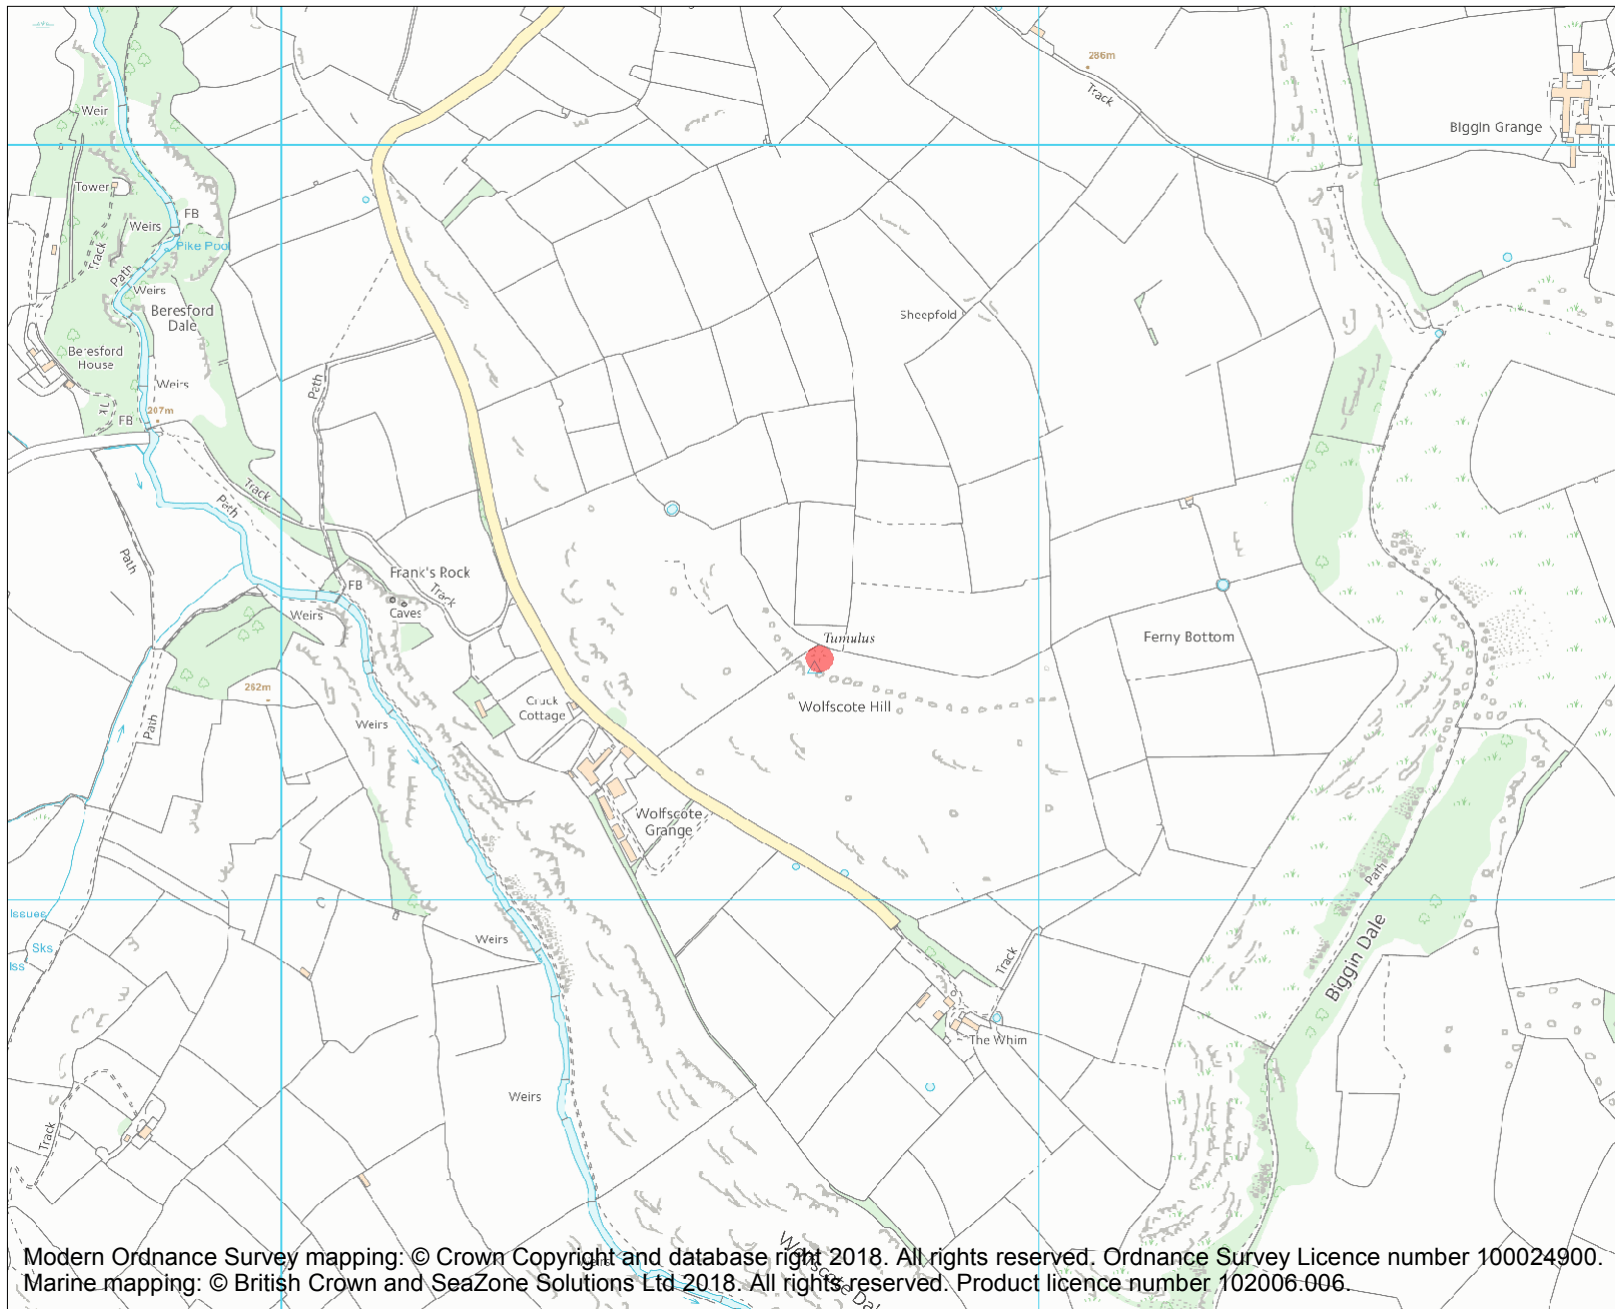 286m
Track
Biggin Grange
Weir
Tower
FB
Weirs
Pike Pool
Track
Path
Weirs
Beresford
Dale
Sheepfold
Beresford
House
Weirs
Path
Tk
FB
207m
Track
Path
Path
Frank's Rock
Track
FB
Caves
Weirs
Tumulus
Ferny Bottom
262m
Path
Cruck
Cottage
Wolfscote Hill
Weirs
Wolfscote
Grange
Path
Issues
Sks
Iss
C
Weirs
Biggin Dale
Track
The Whim
Weirs
Track
Wolfscote Dale
Weirs
Modern Ordnance Survey mapping: © Crown Copyright and database right 2018. All rights reserved. Ordnance Survey Licence number 100024900.
Marine mapping: © British Crown and SeaZone Solutions Ltd 2018. All rights reserved. Product licence number 102006.006.